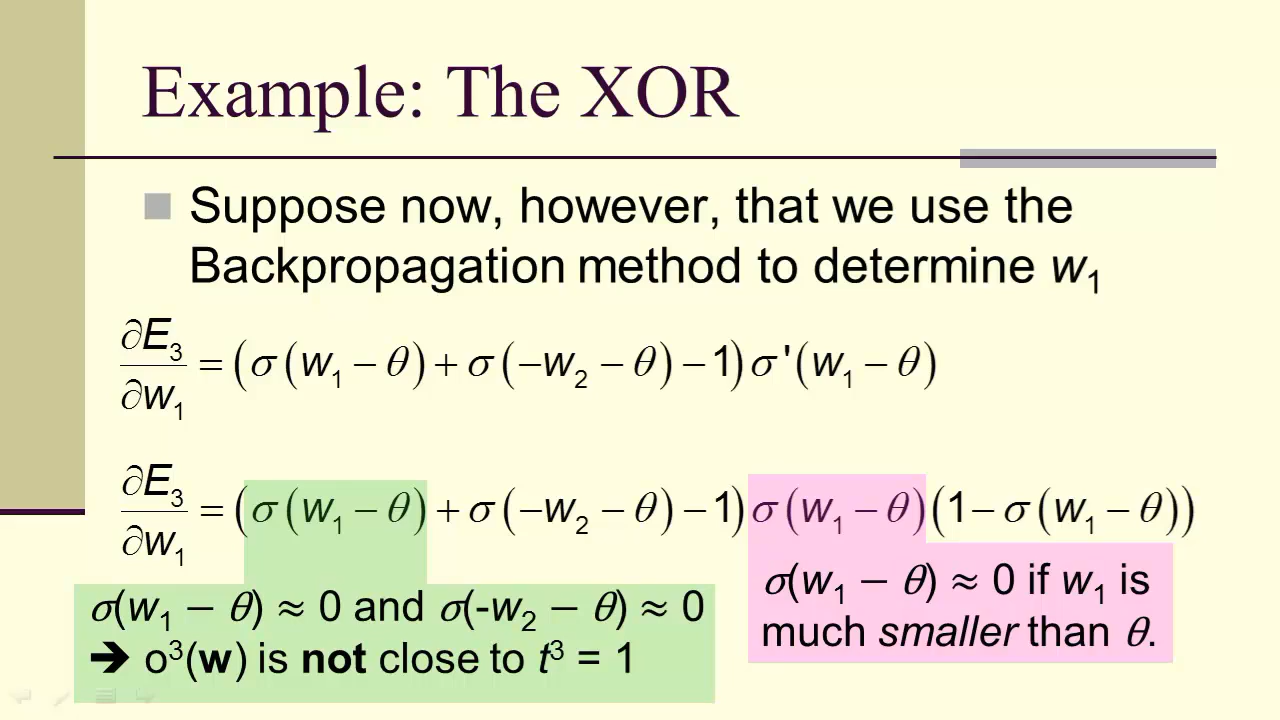 Example: The XOR
Suppose now, however, that we use the
Backpropagation method to determine w₁
∂E₃/∂w₁ = (σ(w₁ − θ) + σ(−w₂ − θ) − 1)σ'(w₁ − θ)
∂E₃/∂w₁ = (σ(w₁ − θ) + σ(−w₂ − θ) − 1)σ(w₁ − θ)(1 − σ(w₁ − θ))
σ(w₁ − θ) ≈ 0 and σ(-w₂ − θ) ≈ 0
➔ o³(w) is not close to t³ = 1
σ(w₁ − θ) ≈ 0 if w₁ is
much smaller than θ.